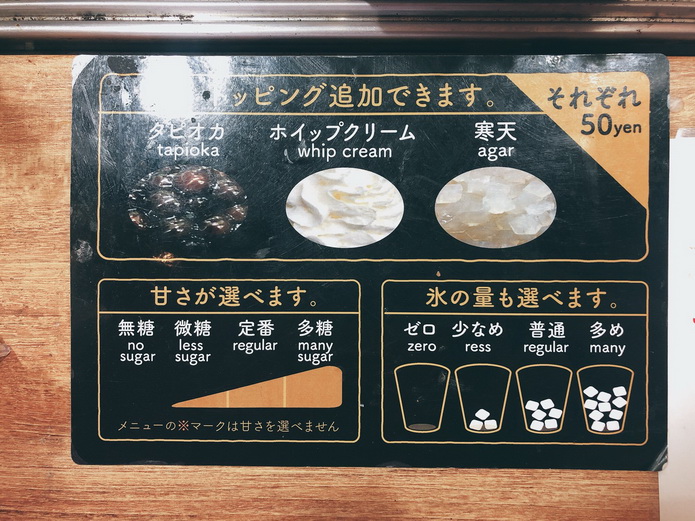 ッピング追加できます。
それぞれ
50yen
タピオカ
tapioka
ホイップクリーム
whip cream
寒天
agar
甘さが選べます。
無糖
no
sugar
微糖
less
sugar
定番
regular
多糖
many
sugar
メニューの※マークは甘さを選べません
氷の量も選べます。
ゼロ
zero
少なめ
ress
普通
regular
多め
many